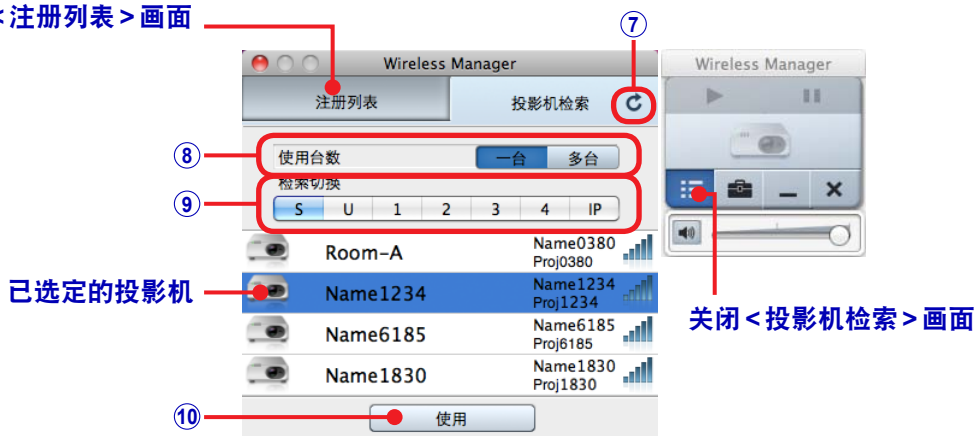 <注册列表>画面
⑦
Wireless Manager
注册列表
投影机检索
⑧
使用台数
一台
多台
⑨
检索切换
S U 1 2 3 4 IP
Room-A
Name0380
Proj0380
已选定的投影机
Name1234
Name1234
Proj1234
Name6185
Name6185
Proj6185
Name1830
Name1830
Proj1830
⑩
使用
Wireless Manager
关闭<投影机检索>画面